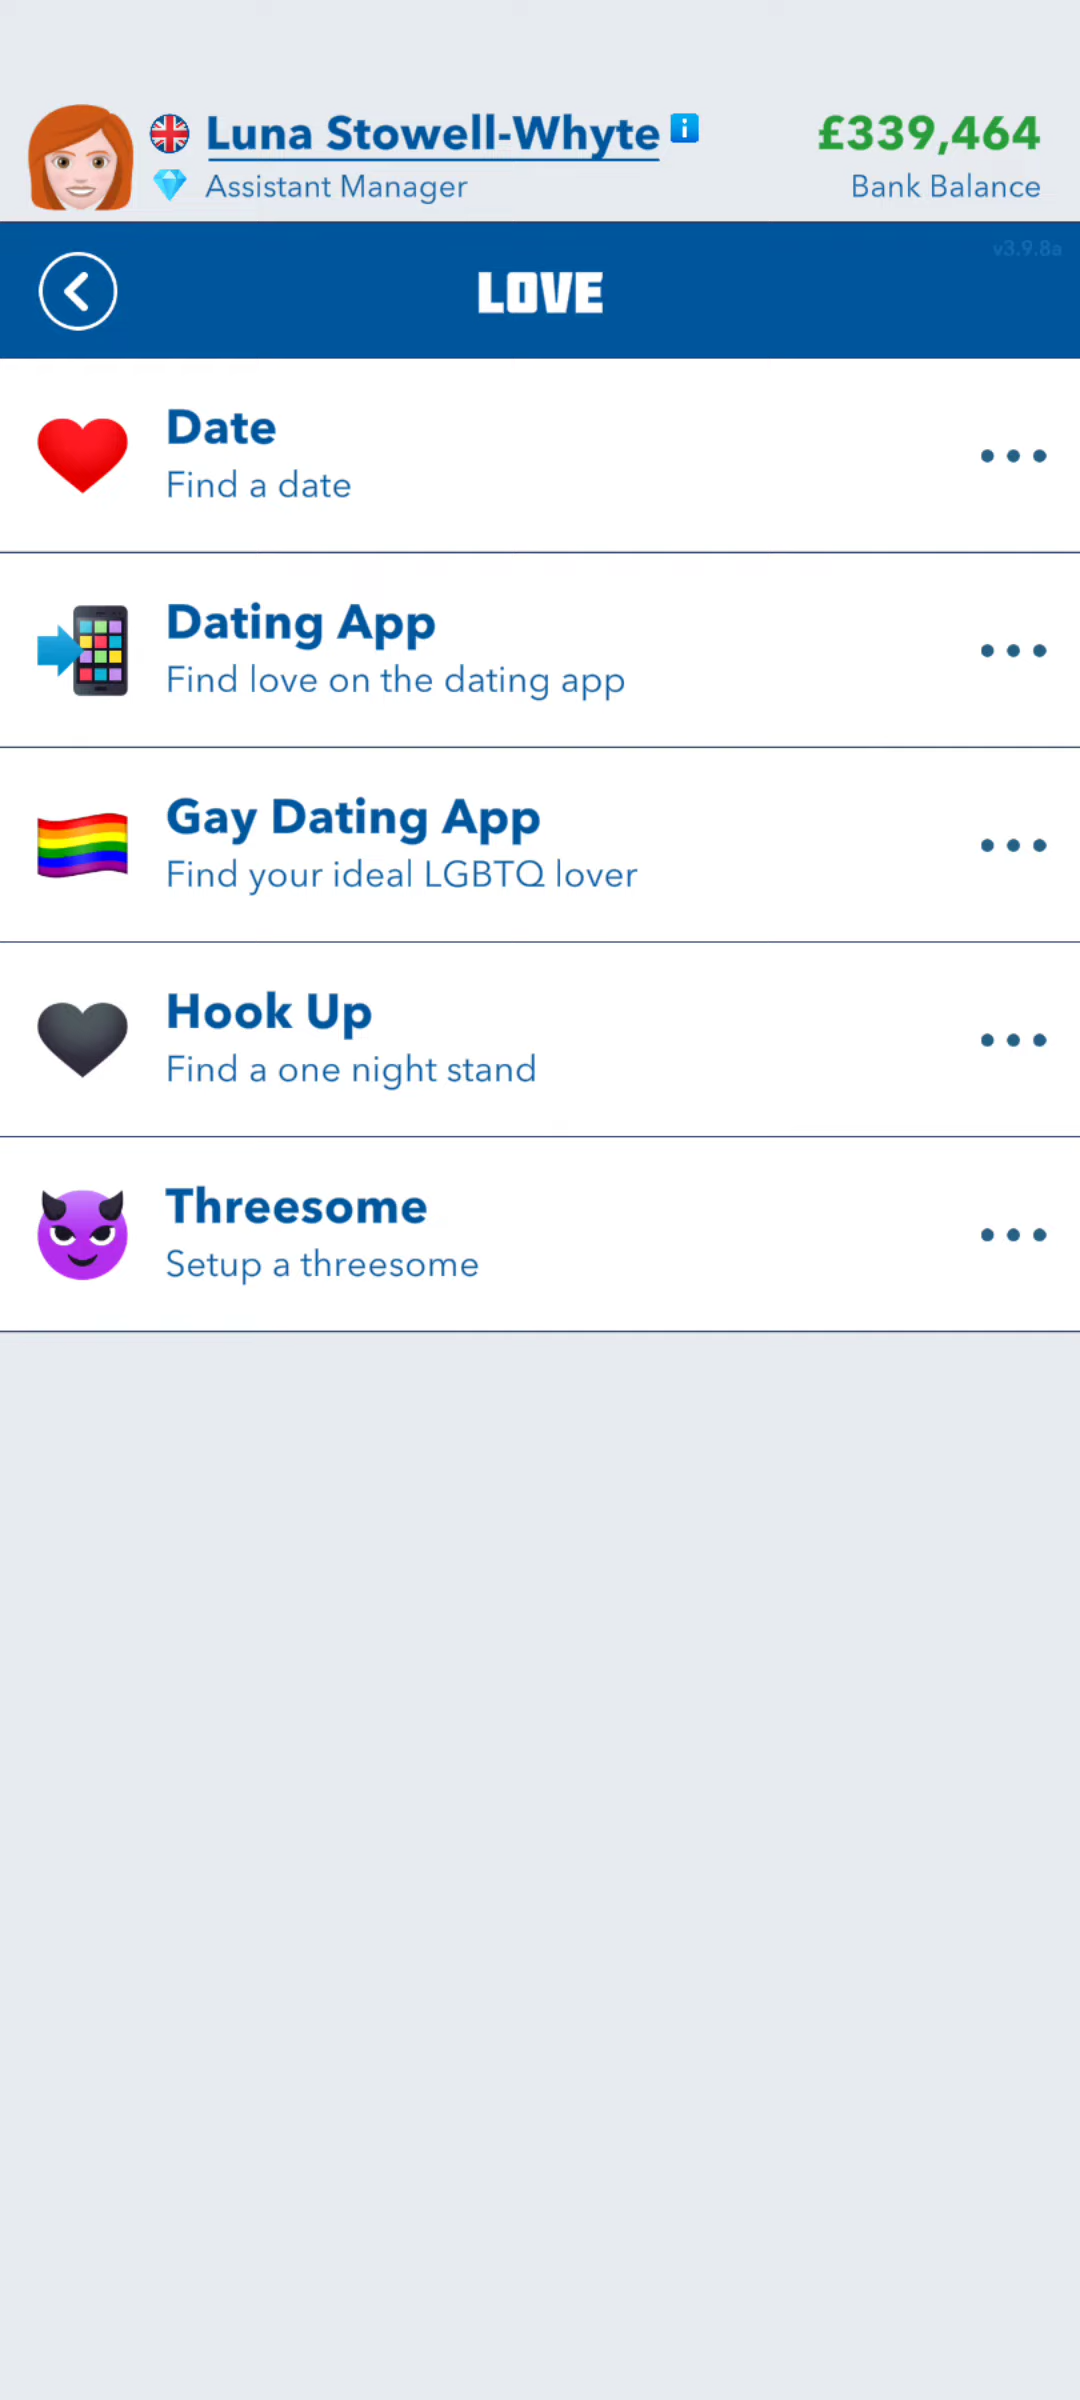 Luna Stowell-Whyte
£339,464
Assistant Manager
Bank Balance
v3.9.8a
LOVE
Date
Find a date
Dating App
Find love on the dating app
Gay Dating App
Find your ideal LGBTQ lover
Hook Up
Find a one night stand
Threesome
Setup a threesome